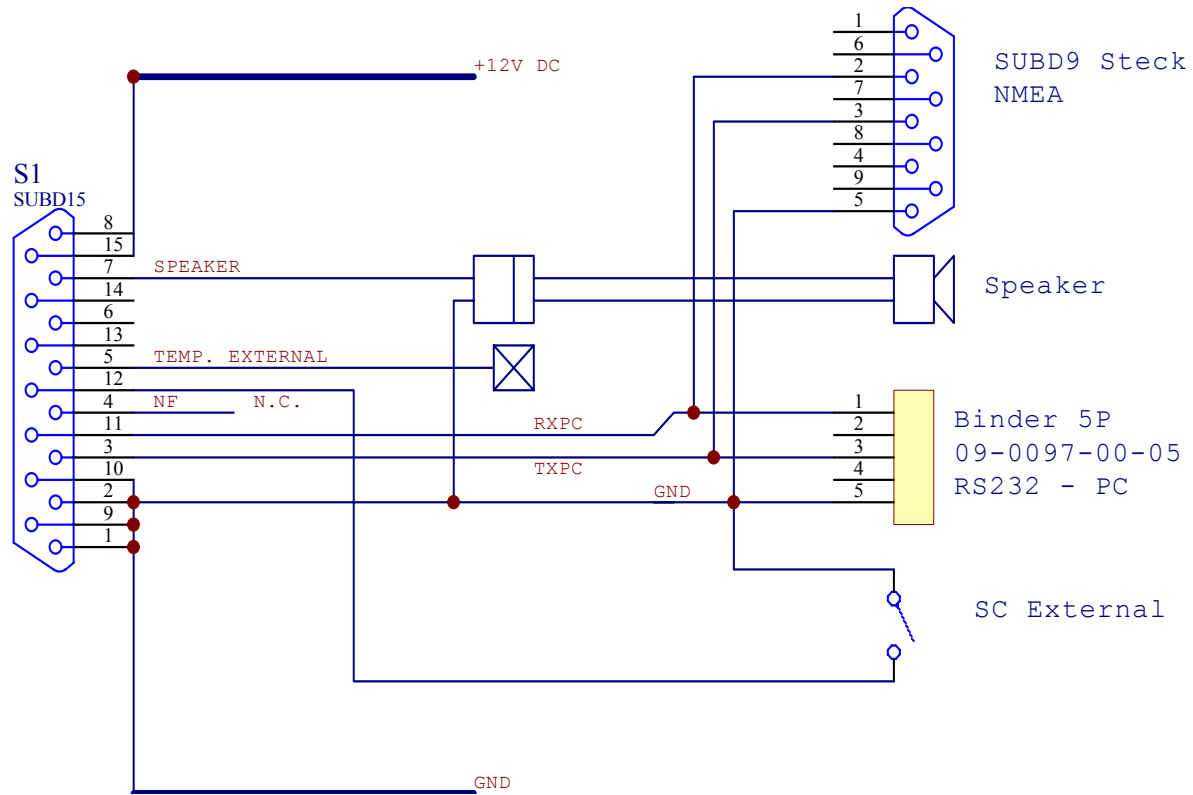 +12V DC
1
6
2
7
3
8
4
9
5
SUBD9 Steck
NMEA
S1
SUBD15
8
15
7
14
6
13
5
12
4
11
3
10
2
9
1
SPEAKER
Speaker
TEMP. EXTERNAL
NF
N.C.
RXPC
TXPC
GND
1
2
3
4
5
Binder 5P
09-0097-00-05
RS232 - PC
SC External
GND